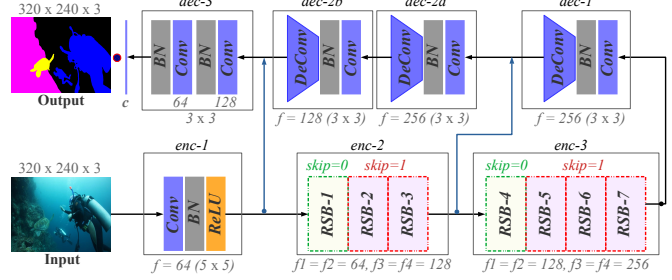 320 x 240 x 3
dec-3
dec-2b
dec-2a
dec-1
BN
Conv
BN
Conv
DeConv
BN
Conv
DeConv
BN
Conv
DeConv
BN
Conv
64
128
Output
c
3 x 3
f = 128 (3 x 3)
f = 256 (3 x 3)
f = 256 (3 x 3)
320 x 240 x 3
enc-1
enc-2
enc-3
skip=0
skip=1
skip=0
skip=1
Conv
BN
ReLU
RSB-1
RSB-2
RSB-3
RSB-4
RSB-5
RSB-6
RSB-7
Input
f = 64 (5 x 5)
f1 = f2 = 64, f3 = f4 = 128
f1 = f2 = 128, f3 = f4 = 256